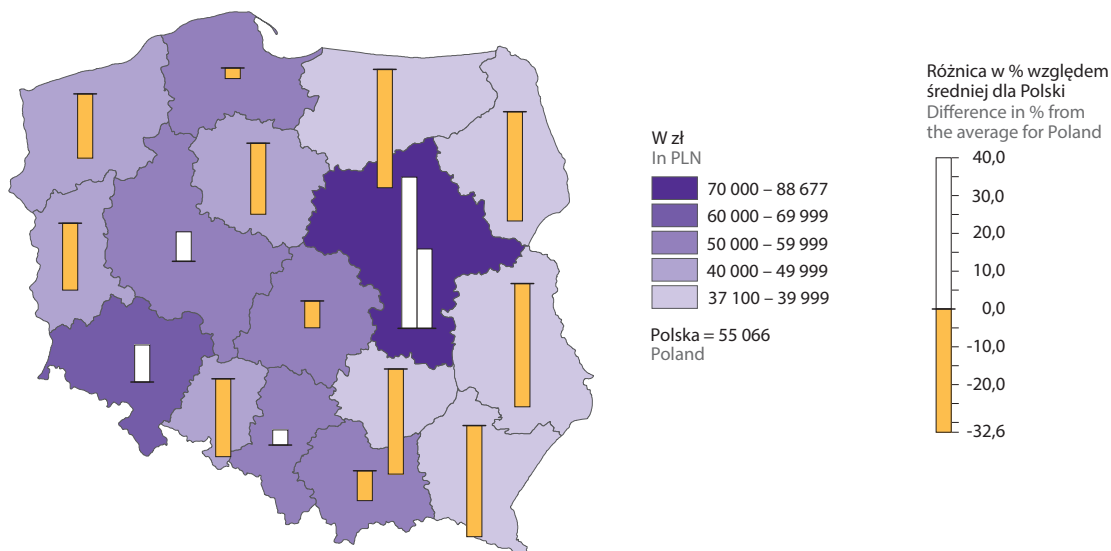 W zł
In PLN
70 000 – 88 677
60 000 – 69 999
50 000 – 59 999
40 000 – 49 999
37 100 – 39 999
Polska = 55 066
Poland
Różnica w % względem
średniej dla Polski
Difference in % from
the average for Poland
40,0
30,0
20,0
10,0
0,0
-10,0
-20,0
-32,6